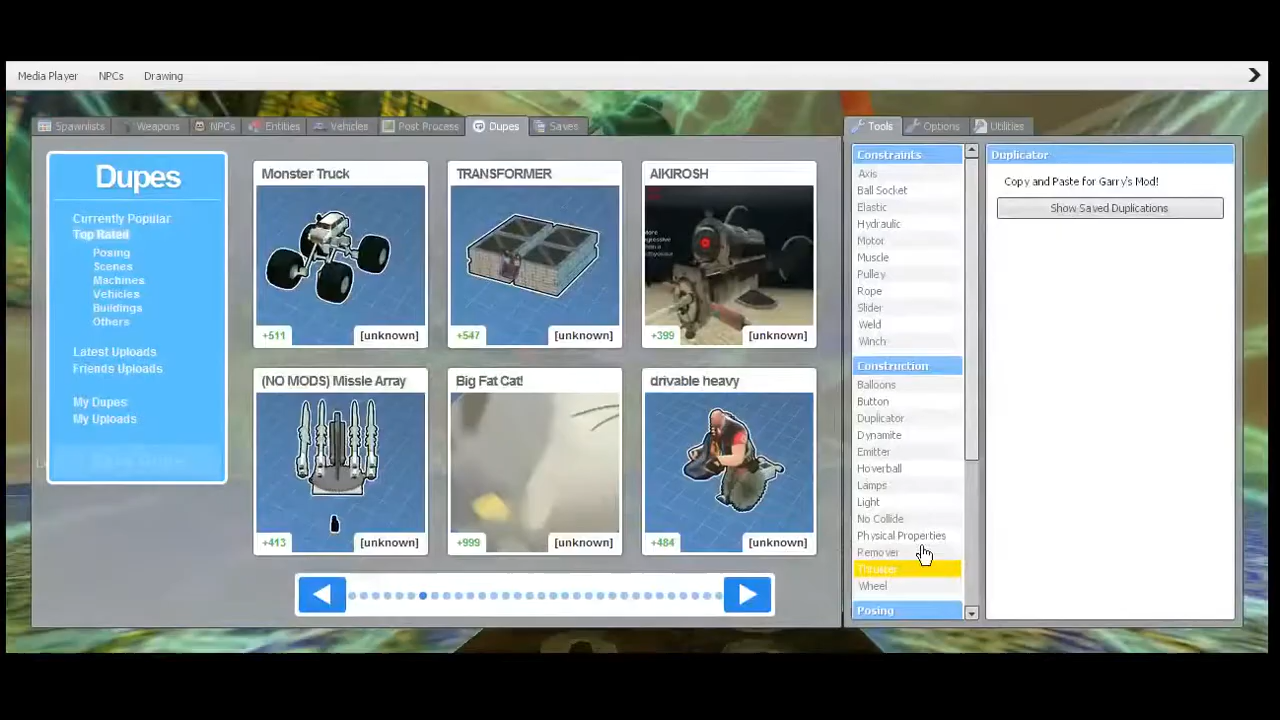 Media Player NPCs Drawing
Spawnlists Weapons NPCs Entities Vehicles Post Process Dupes Saves
Tools Options Utilities
Dupes
Currently Popular
Top Rated
Posing
Scenes
Machines
Vehicles
Buildings
Others
Latest Uploads
Friends Uploads
My Dupes
My Uploads
Monster Truck
+511 [unknown]
TRANSFORMER
+547 [unknown]
AIKIROSH
+399 [unknown]
(NO MODS) Missle Array
+413 [unknown]
Big Fat Cat!
+999 [unknown]
drivable heavy
+484 [unknown]
Constraints
Axis
Ball Socket
Elastic
Hydraulic
Motor
Muscle
Pulley
Rope
Slider
Weld
Winch
Construction
Balloons
Button
Duplicator
Dynamite
Emitter
Hoverball
Lamps
Light
No Collide
Physical Properties
Remover
Thruster
Wheel
Posing
Duplicator
Copy and Paste for Garry's Mod!
Show Saved Duplications